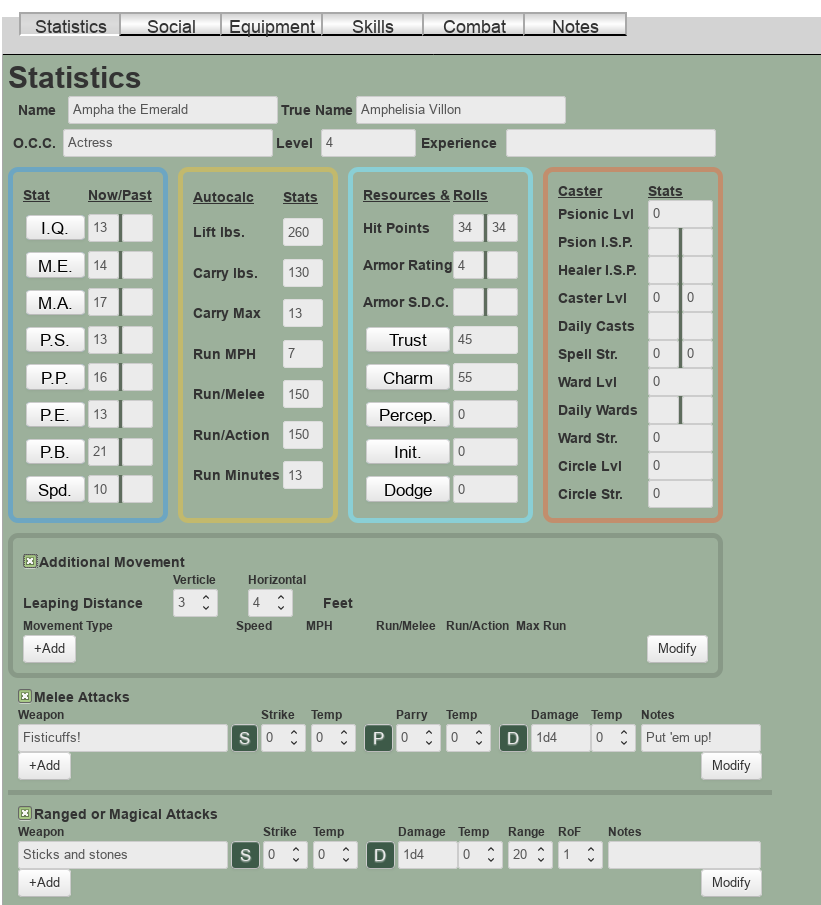 Statistics Social Equipment Skills Combat Notes
Statistics
Name Ampha the Emerald True Name Amphelisia Villon
O.C.C. Actress Level 4 Experience
Stat Now/Past
I.Q. 13
M.E. 14
M.A. 17
P.S. 13
P.P. 16
P.E. 13
P.B. 21
Spd. 10
Autocalc Stats
Lift lbs. 260
Carry lbs. 130
Carry Max 13
Run MPH 7
Run/Melee 150
Run/Action 150
Run Minutes 13
Resources & Rolls
Hit Points 34 34
Armor Rating 4
Armor S.D.C.
Trust 45
Charm 55
Percep. 0
Init. 0
Dodge 0
Caster Stats
Psionic Lvl 0
Psion I.S.P.
Healer I.S.P.
Caster Lvl 0 0
Daily Casts
Spell Str. 0 0
Ward Lvl 0
Daily Wards
Ward Str. 0
Circle Lvl 0
Circle Str. 0
Additional Movement
Verticle Horizontal
Leaping Distance 3 4 Feet
Movement Type Speed MPH Run/Melee Run/Action Max Run
+Add Modify
Melee Attacks
Weapon Strike Temp Parry Temp Damage Temp Notes
Fisticuffs! S 0 0 P 0 0 D 1d4 0 Put 'em up!
+Add Modify
Ranged or Magical Attacks
Weapon Strike Temp Damage Temp Range RoF Notes
Sticks and stones S 0 0 D 1d4 0 20 1
+Add Modify